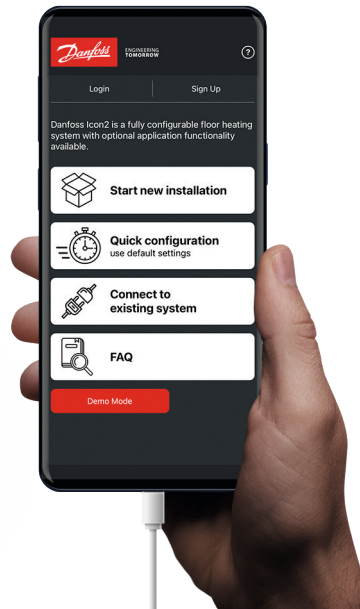 Danfoss
ENGINEERING
TOMORROW
?
Login
Sign Up
Danfoss Icon2 is a fully configurable floor heating
system with optional application functionality
available.
Start new installation
Quick configuration
use default settings
Connect to
existing system
FAQ
Demo Mode